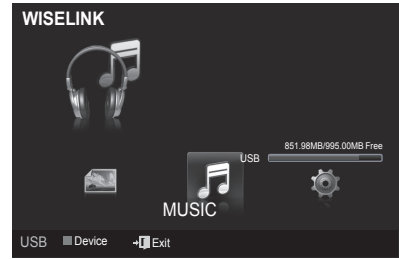 WISELINK
851.98MB/995.00MB Free
USB
MUSIC
USB Device Exit